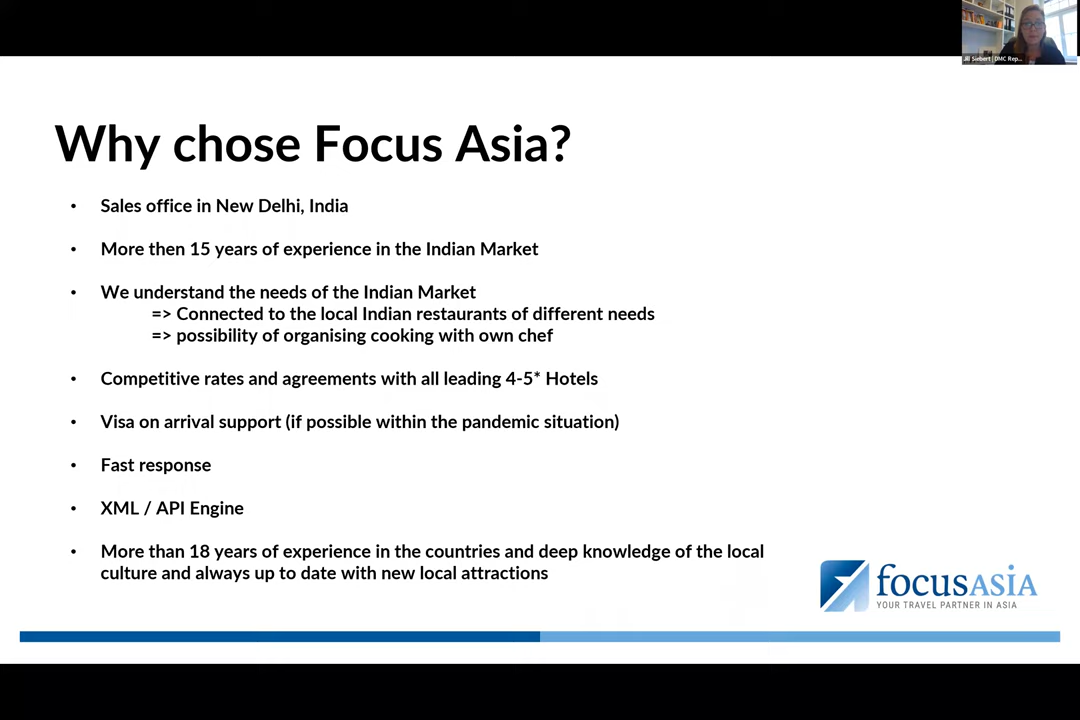 Jill Siebert | DMC Rep...
Why chose Focus Asia?
• Sales office in New Delhi, India
• More then 15 years of experience in the Indian Market
• We understand the needs of the Indian Market
=> Connected to the local Indian restaurants of different needs
=> possibility of organising cooking with own chef
• Competitive rates and agreements with all leading 4-5* Hotels
• Visa on arrival support (if possible within the pandemic situation)
• Fast response
• XML / API Engine
• More than 18 years of experience in the countries and deep knowledge of the local
culture and always up to date with new local attractions
focusASIA
YOUR TRAVEL PARTNER IN ASIA